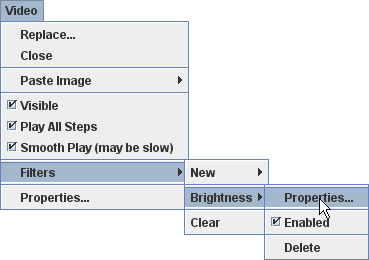 Video
Replace...
Close
Paste Image
Visible
Play All Steps
Smooth Play (may be slow)
Filters
Properties...
New
Brightness
Clear
Properties...
Enabled
Delete